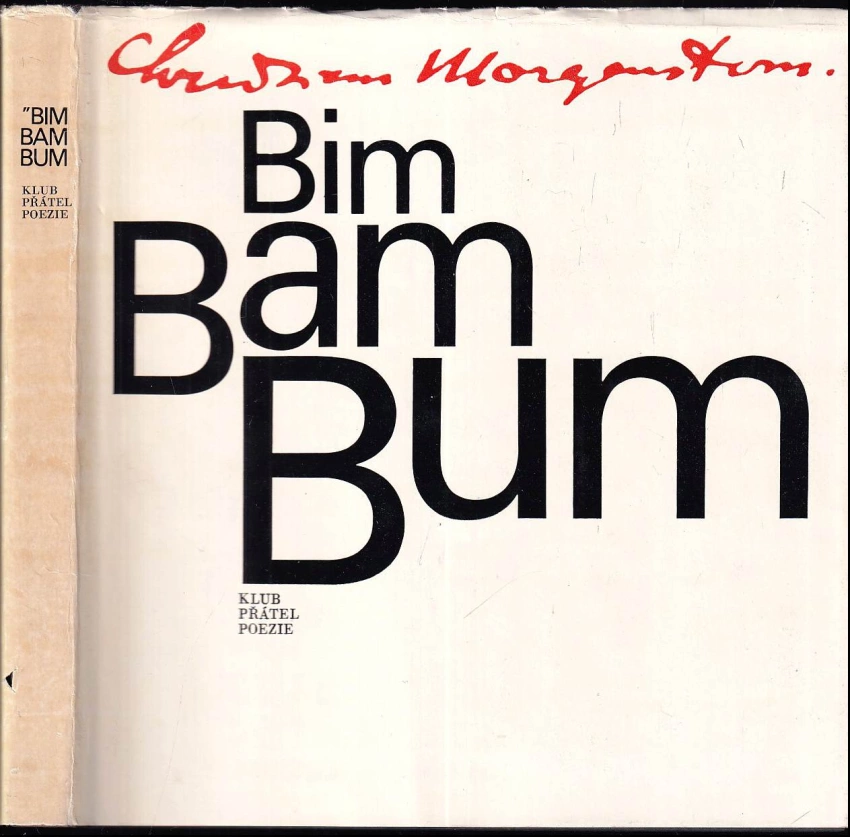 Christian Morgenstern.
"BIM
BAM
BUM
KLUB
PŘÁTEL
POEZIE
Bim
Bam
Bum
KLUB
PŘÁTEL
POEZIE